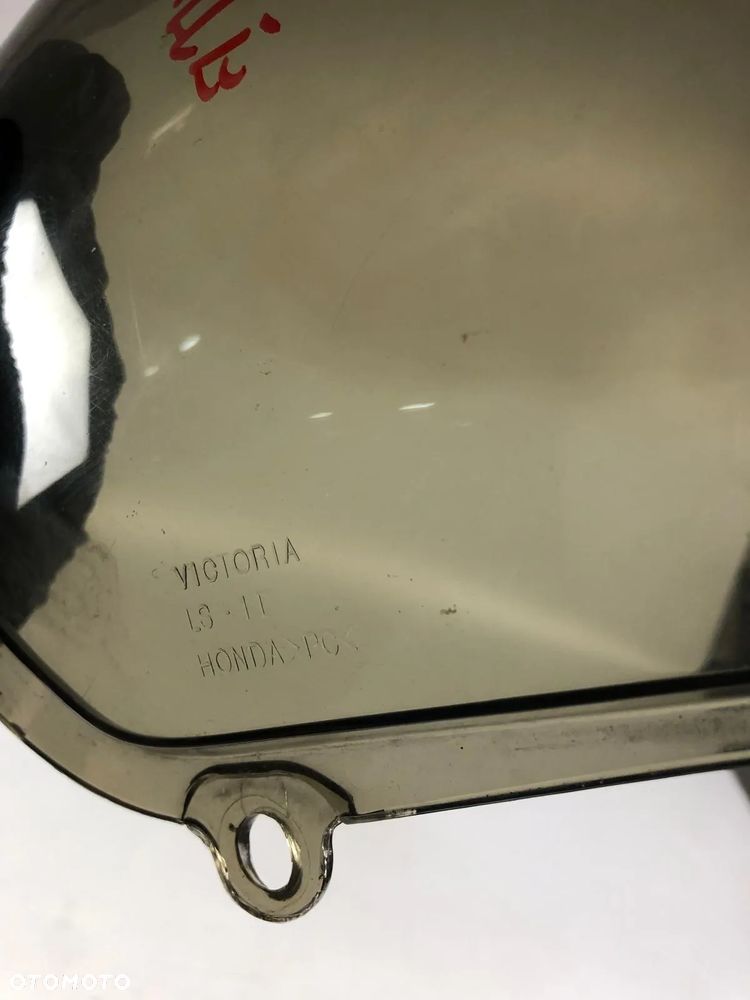 VICTORIA
LS-11
HONDA >PC<
OTOMOTO